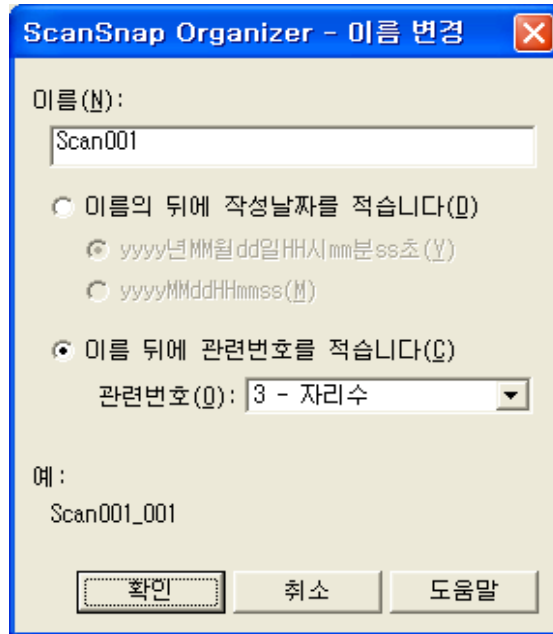 ScanSnap Organizer - 이름 변경
이름(N):
Scan001
이름의 뒤에 작성날짜를 적습니다(D)
yyyy년MM월dd일HH시mm분ss초(Y)
yyyyMMddHHmmss(M)
이름 뒤에 관련번호를 적습니다(C)
관련번호(O): 3 - 자리수
예:
Scan001_001
확인 취소 도움말